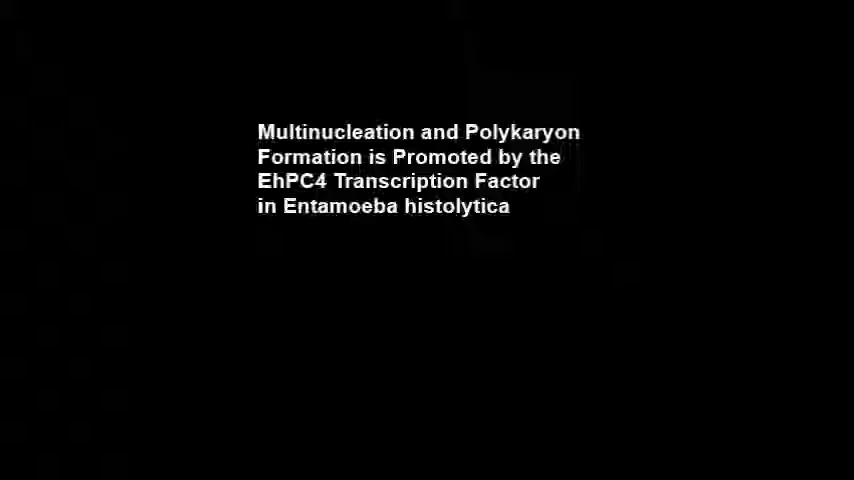 Multinucleation and Polykaryon
Formation is Promoted by the
EhPC4 Transcription Factor
in Entamoeba histolytica